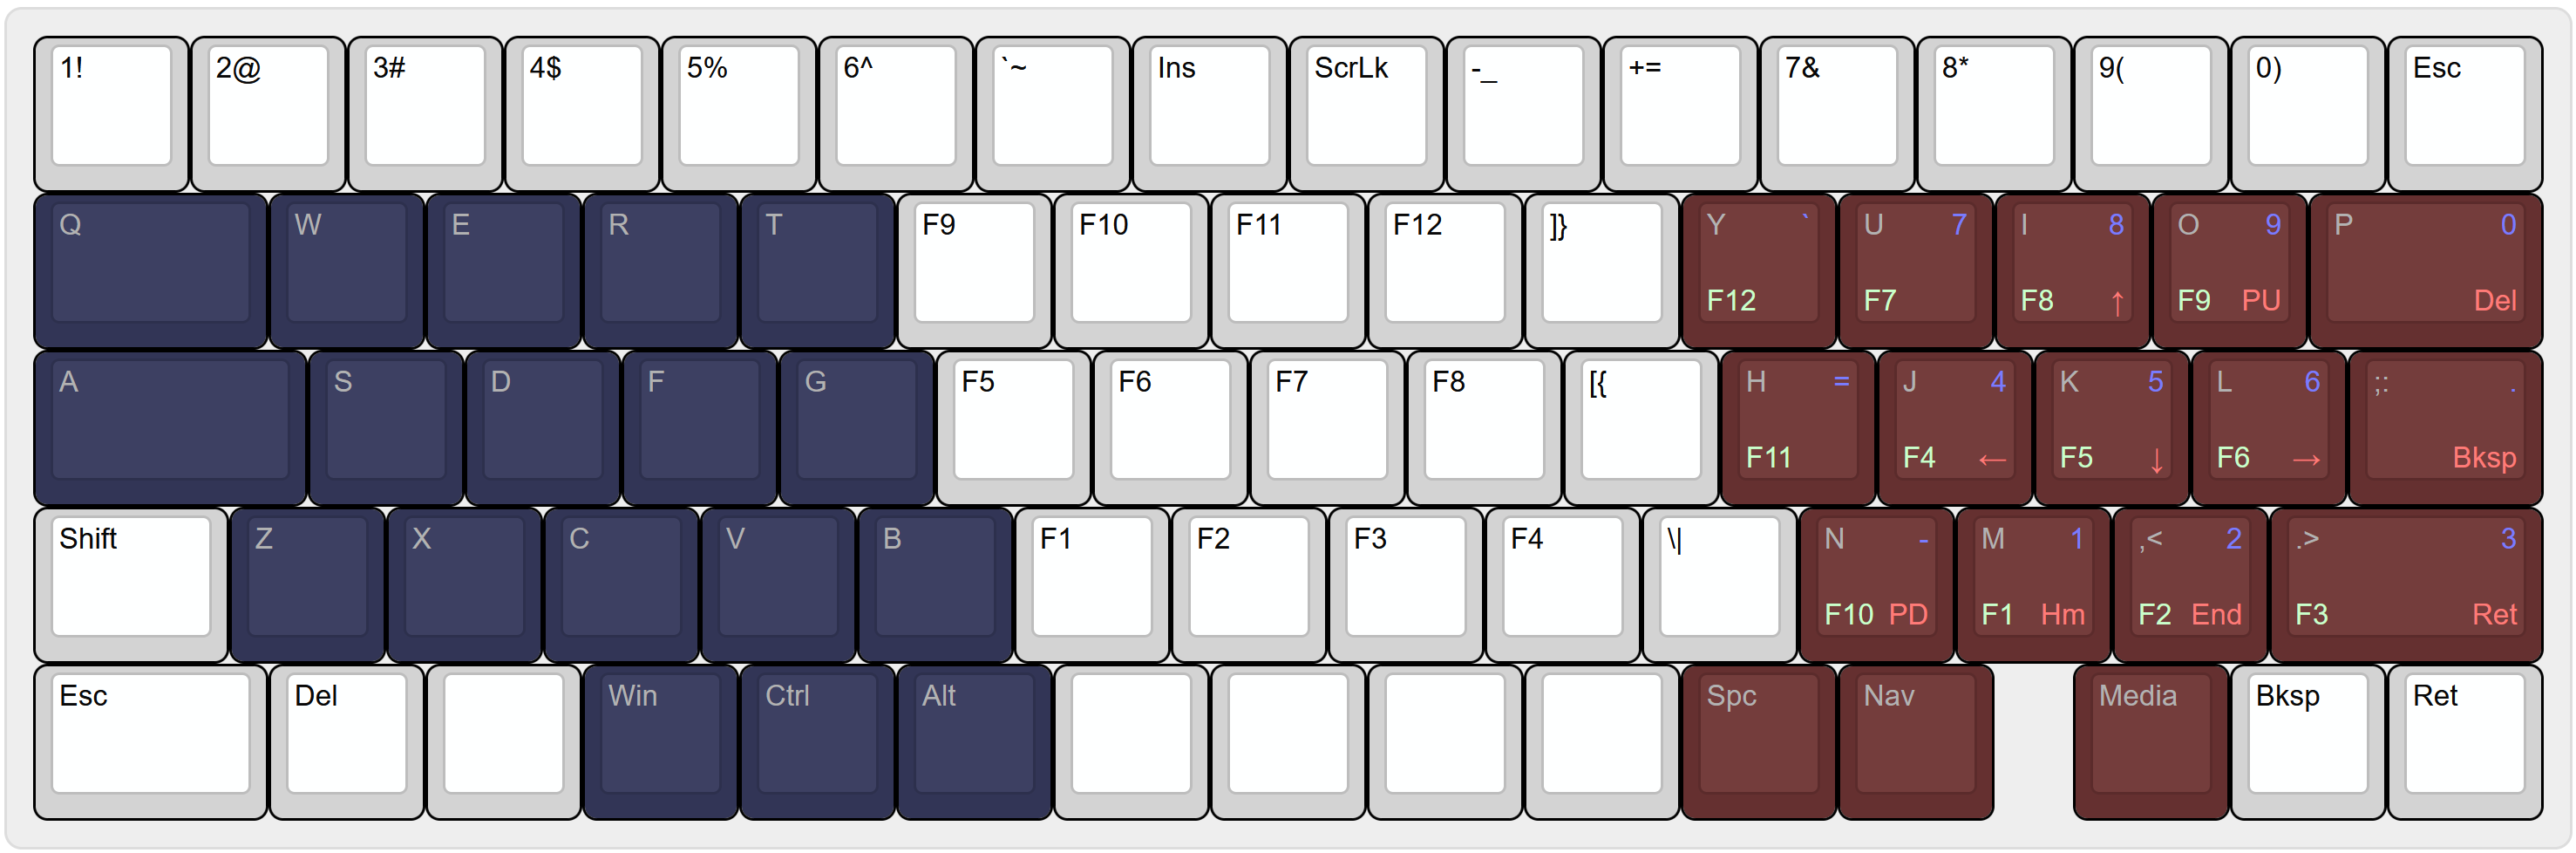 1! 2@ 3# 4$ 5% 6^ `~ Ins ScrLk -_ += 7& 8* 9( 0) Esc
Q W E R T F9 F10 F11 F12 ]} Y ` U 7 I 8 O 9 P 0
F12 F7 F8 ↑ F9 PU Del
A S D F G F5 F6 F7 F8 [{ H = J 4 K 5 L 6 ;: .
F11 F4 ← F5 ↓ F6 → Bksp
Shift Z X C V B F1 F2 F3 F4 \| N - M 1 ,< 2 .> 3
F10 PD F1 Hm F2 End F3 Ret
Esc Del Win Ctrl Alt Spc Nav Media Bksp Ret